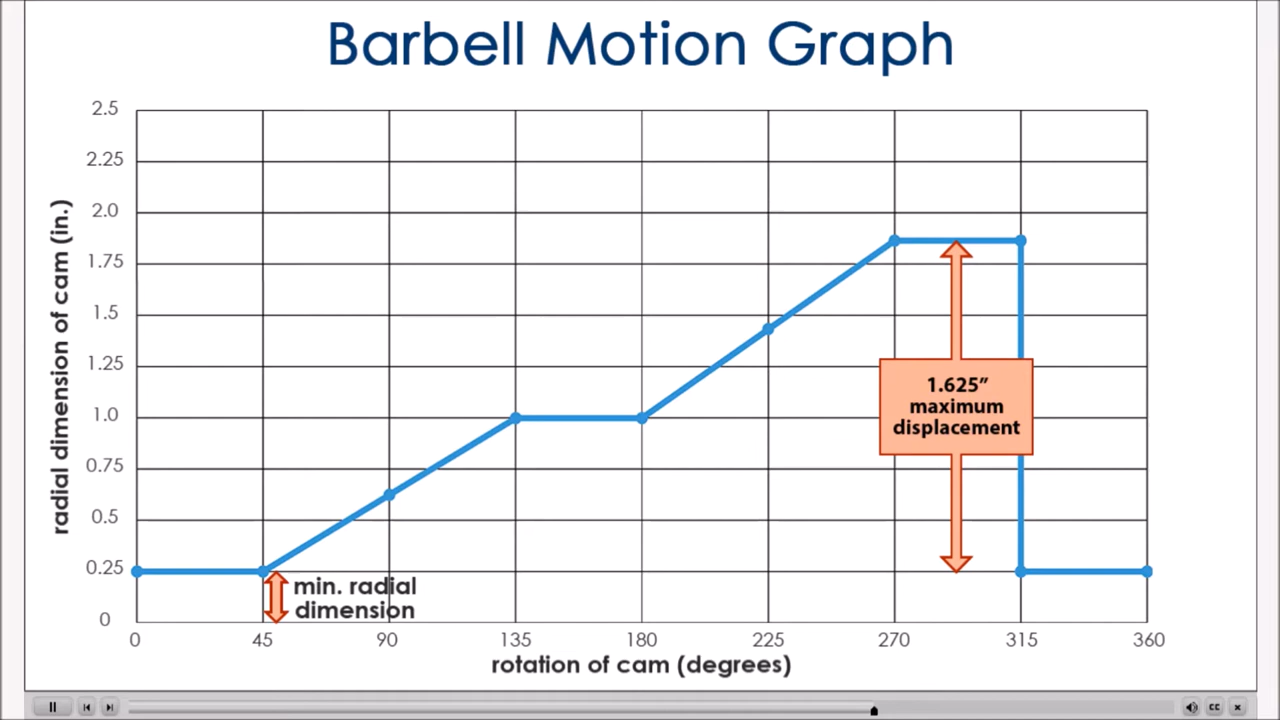 Barbell Motion Graph
2.5
2.25
2.0
1.75
1.5
1.25
1.0
0.75
0.5
0.25
0
radial dimension of cam (in.)
1.625”
maximum
displacement
min. radial
dimension
0 45 90 135 180 225 270 315 360
rotation of cam (degrees)
CC